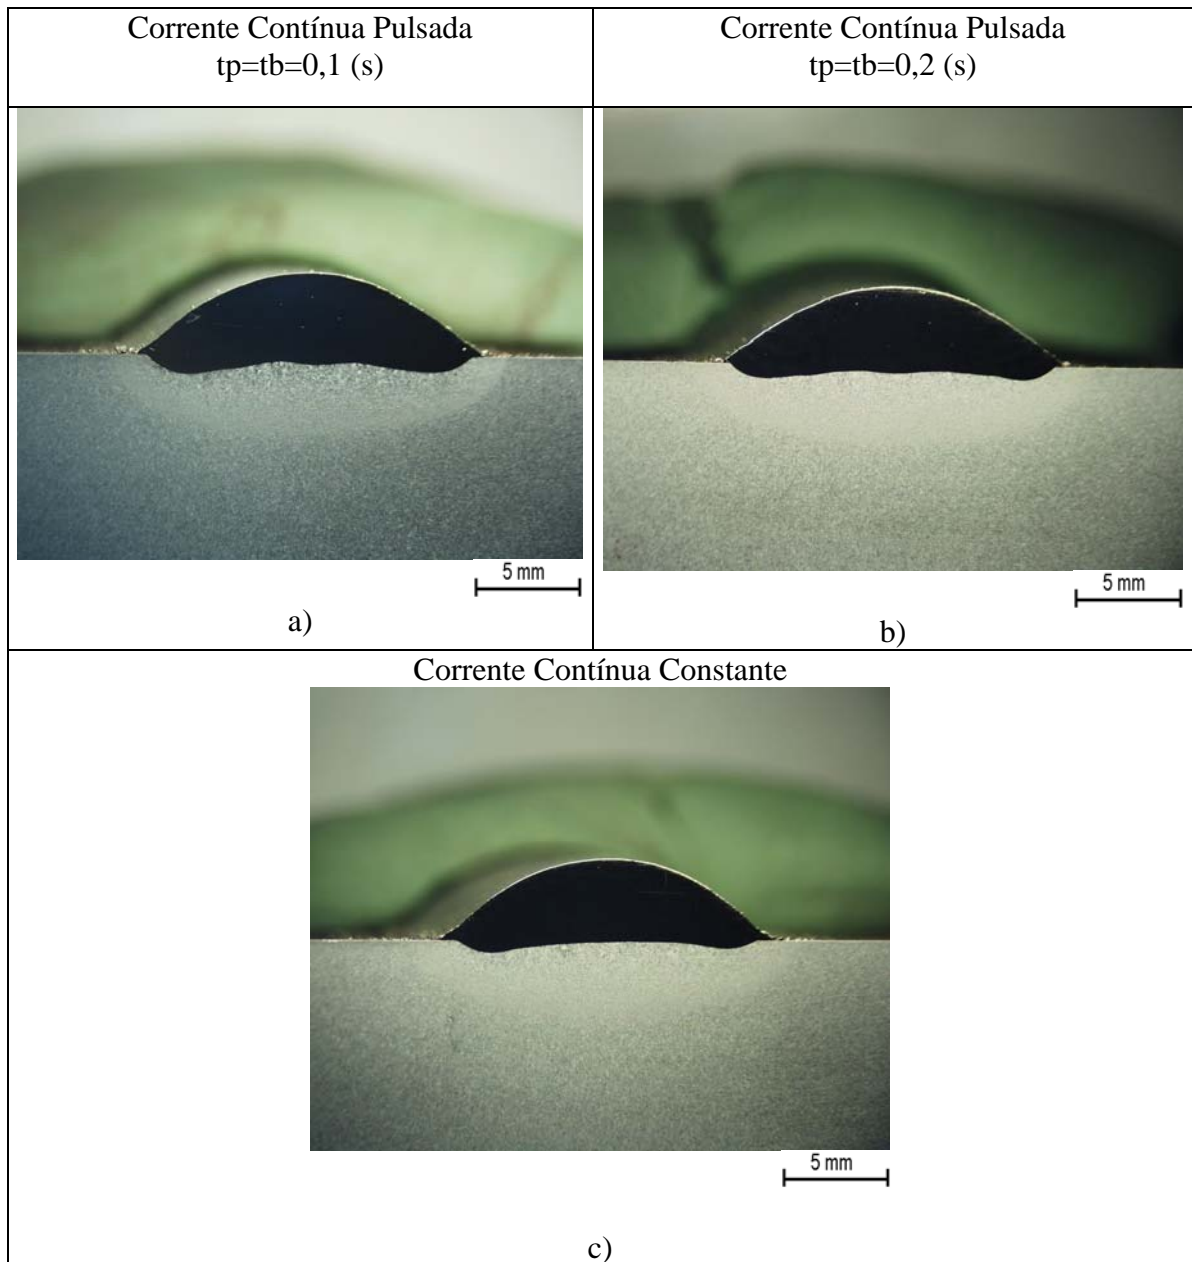 Corrente Contínua Pulsada
tp=tb=0,1 (s)
Corrente Contínua Pulsada
tp=tb=0,2 (s)
5 mm
a)
5 mm
b)
Corrente Contínua Constante
5 mm
c)